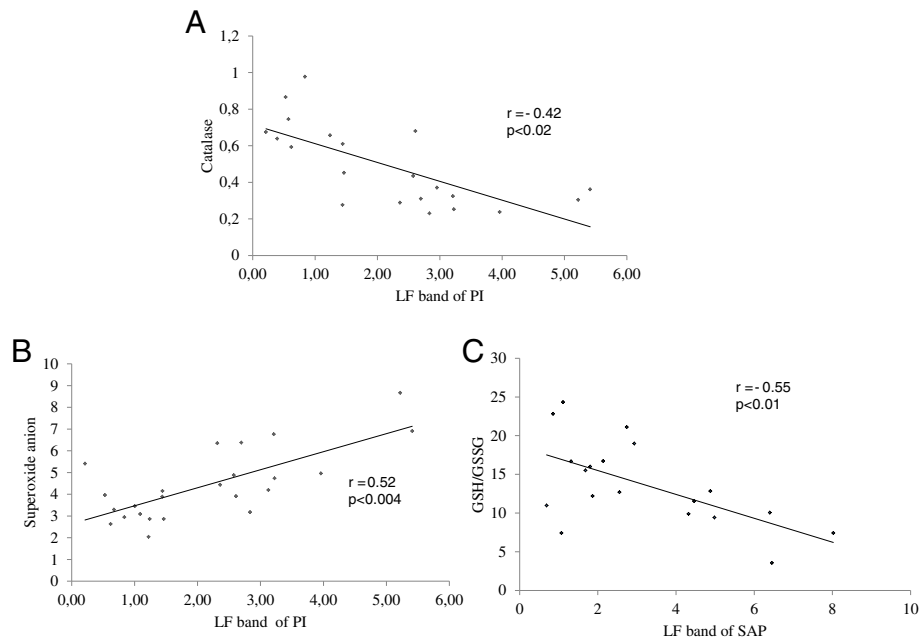 A
1,2
1
0,8
0,6
0,4
0,2
0
Catalase
r = - 0.42
p<0.02
0,00 1,00 2,00 3,00 4,00 5,00 6,00
LF band of PI
B
10
9
8
7
6
5
4
3
2
1
0
Superoxide anion
r = 0.52
p<0.004
0,00 1,00 2,00 3,00 4,00 5,00 6,00
LF band of PI
C
30
25
20
15
10
5
0
GSH/GSSG
r = - 0.55
p<0.01
0 2 4 6 8 10
LF band of SAP